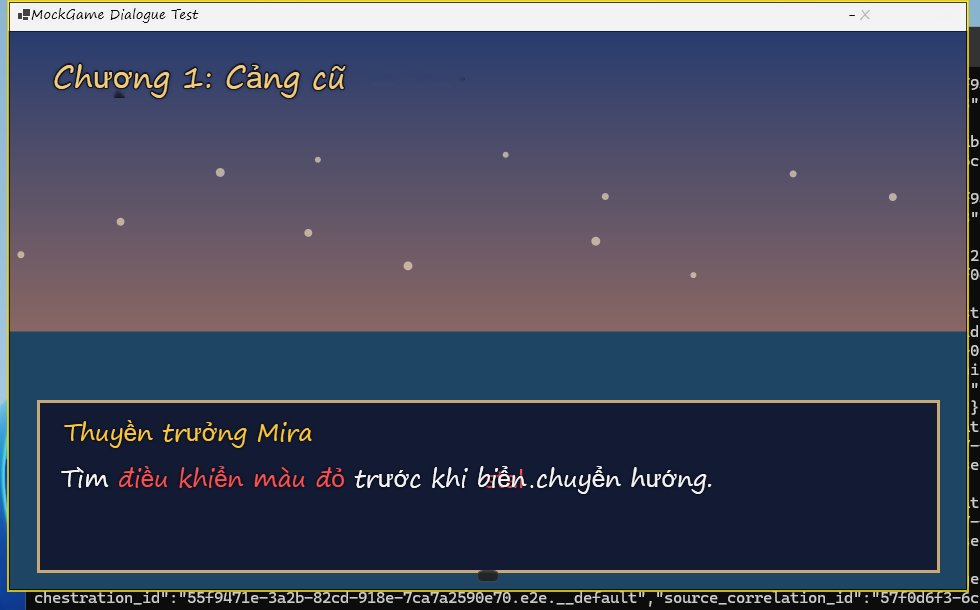 MockGame Dialogue Test
Chương 1: Cảng cũ
Thuyền trưởng Mira
Tìm điều khiển màu đỏ trước khi biển.chuyển hướng.
chestration_id":"55f9471e-3a2b-82cd-918e-7ca7a2590e70.e2e.__default","source_correlation_id":"57f0d6f3-6